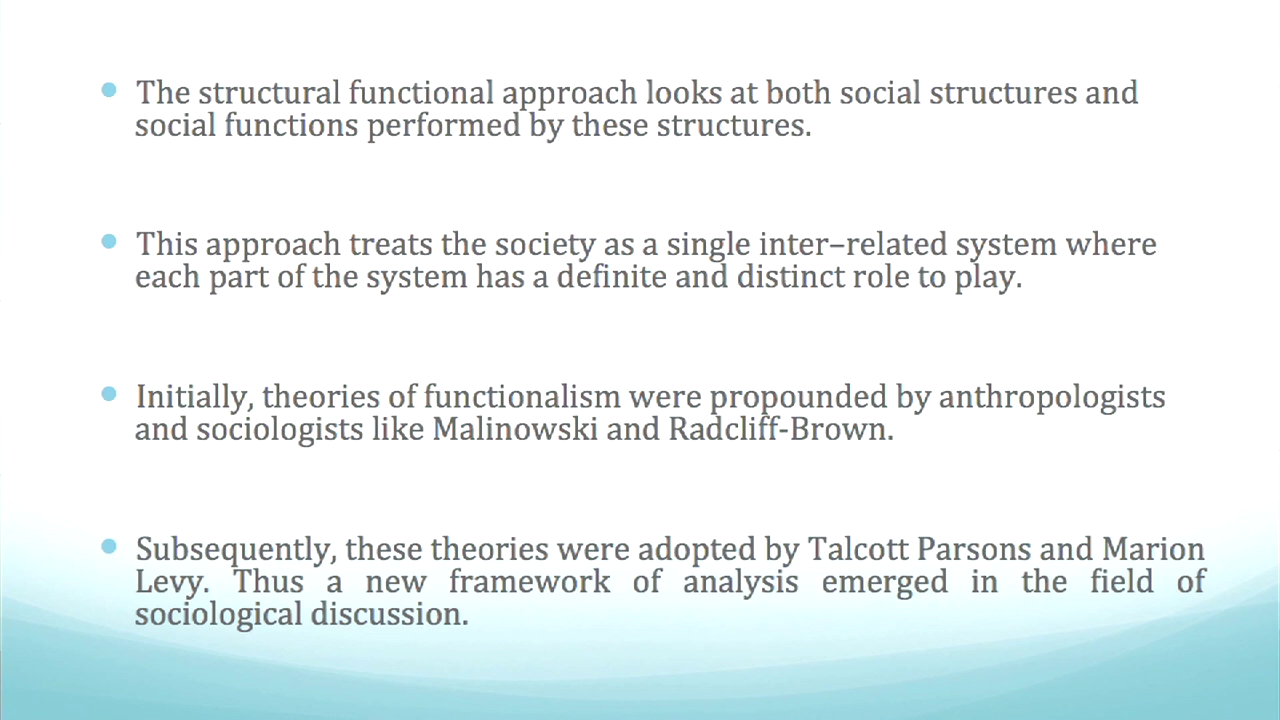 The structural functional approach looks at both social structures and
social functions performed by these structures.
This approach treats the society as a single inter–related system where
each part of the system has a definite and distinct role to play.
Initially, theories of functionalism were propounded by anthropologists
and sociologists like Malinowski and Radcliff-Brown.
Subsequently, these theories were adopted by Talcott Parsons and Marion
Levy. Thus a new framework of analysis emerged in the field of
sociological discussion.